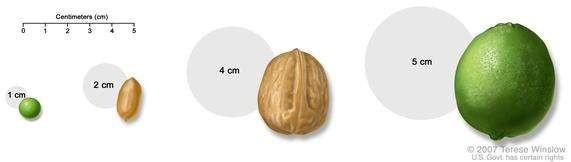 Centimeters (cm)
0 1 2 3 4 5
1 cm
2 cm
4 cm
5 cm
© 2007 Terese Winslow
U.S. Govt. has certain rights